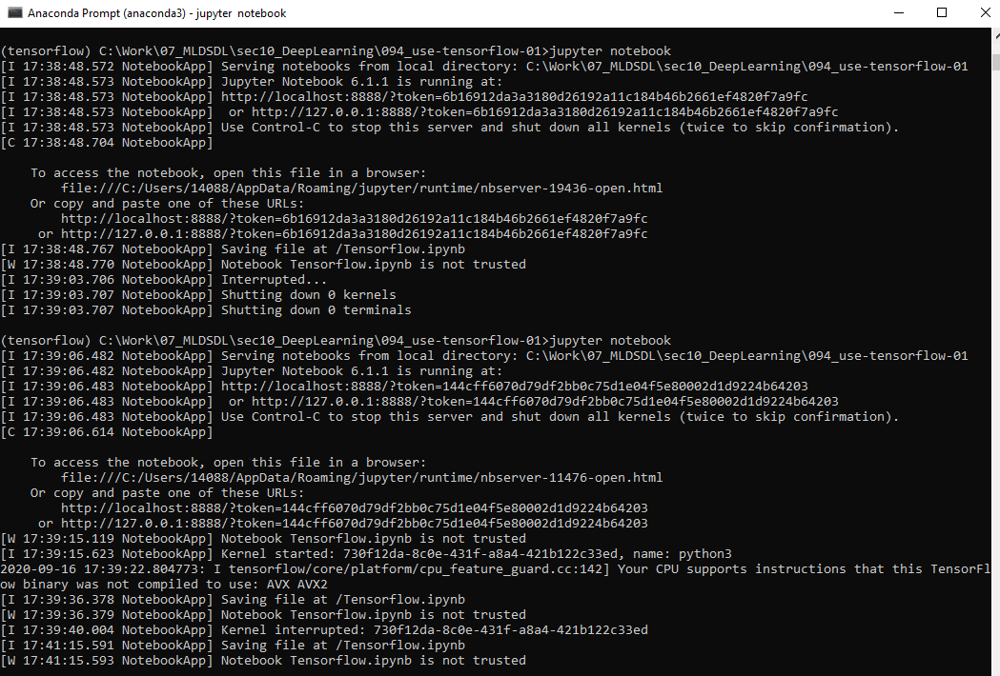 Anaconda Prompt (anaconda3) - jupyter notebook
(tensorflow) C:\Work\07_MLDSDL\sec10_DeepLearning\094_use-tensorflow-01>jupyter notebook
[I 17:38:48.572 NotebookApp] Serving notebooks from local directory: C:\Work\07_MLDSDL\sec10_DeepLearning\094_use-tensorflow-01
[I 17:38:48.573 NotebookApp] Jupyter Notebook 6.1.1 is running at:
[I 17:38:48.573 NotebookApp] http://localhost:8888/?token=6b16912da3a3180d26192a11c184b46b2661ef4820f7a9fc
[I 17:38:48.573 NotebookApp]  or http://127.0.0.1:8888/?token=6b16912da3a3180d26192a11c184b46b2661ef4820f7a9fc
[I 17:38:48.573 NotebookApp] Use Control-C to stop this server and shut down all kernels (twice to skip confirmation).
[C 17:38:48.704 NotebookApp]
To access the notebook, open this file in a browser:
file:///C:/Users/14088/AppData/Roaming/jupyter/runtime/nbserver-19436-open.html
Or copy and paste one of these URLs:
http://localhost:8888/?token=6b16912da3a3180d26192a11c184b46b2661ef4820f7a9fc
or http://127.0.0.1:8888/?token=6b16912da3a3180d26192a11c184b46b2661ef4820f7a9fc
[I 17:38:48.767 NotebookApp] Saving file at /Tensorflow.ipynb
[W 17:38:48.770 NotebookApp] Notebook Tensorflow.ipynb is not trusted
[I 17:39:03.706 NotebookApp] Interrupted...
[I 17:39:03.707 NotebookApp] Shutting down 0 kernels
[I 17:39:03.707 NotebookApp] Shutting down 0 terminals
(tensorflow) C:\Work\07_MLDSDL\sec10_DeepLearning\094_use-tensorflow-01>jupyter notebook
[I 17:39:06.482 NotebookApp] Serving notebooks from local directory: C:\Work\07_MLDSDL\sec10_DeepLearning\094_use-tensorflow-01
[I 17:39:06.482 NotebookApp] Jupyter Notebook 6.1.1 is running at:
[I 17:39:06.483 NotebookApp] http://localhost:8888/?token=144cff6070d79df2bb0c75d1e04f5e80002d1d9224b64203
[I 17:39:06.483 NotebookApp]  or http://127.0.0.1:8888/?token=144cff6070d79df2bb0c75d1e04f5e80002d1d9224b64203
[I 17:39:06.483 NotebookApp] Use Control-C to stop this server and shut down all kernels (twice to skip confirmation).
[C 17:39:06.614 NotebookApp]
To access the notebook, open this file in a browser:
file:///C:/Users/14088/AppData/Roaming/jupyter/runtime/nbserver-11476-open.html
Or copy and paste one of these URLs:
http://localhost:8888/?token=144cff6070d79df2bb0c75d1e04f5e80002d1d9224b64203
or http://127.0.0.1:8888/?token=144cff6070d79df2bb0c75d1e04f5e80002d1d9224b64203
[W 17:39:15.119 NotebookApp] Notebook Tensorflow.ipynb is not trusted
[I 17:39:15.623 NotebookApp] Kernel started: 730f12da-8c0e-431f-a8a4-421b122c33ed, name: python3
2020-09-16 17:39:22.804773: I tensorflow/core/platform/cpu_feature_guard.cc:142] Your CPU supports instructions that this TensorFl
ow binary was not compiled to use: AVX AVX2
[I 17:39:36.378 NotebookApp] Saving file at /Tensorflow.ipynb
[W 17:39:36.379 NotebookApp] Notebook Tensorflow.ipynb is not trusted
[I 17:39:40.004 NotebookApp] Kernel interrupted: 730f12da-8c0e-431f-a8a4-421b122c33ed
[I 17:41:15.591 NotebookApp] Saving file at /Tensorflow.ipynb
[W 17:41:15.593 NotebookApp] Notebook Tensorflow.ipynb is not trusted